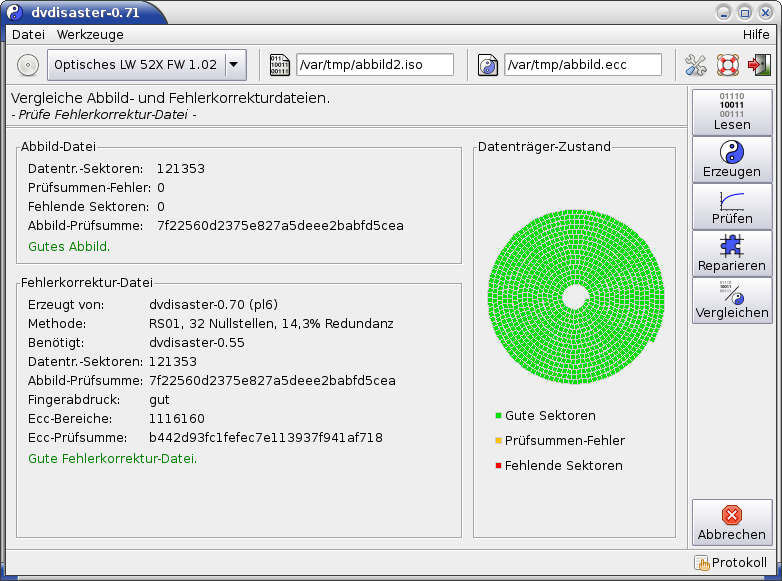 dvdisaster-0.71
Datei Werkzeuge Hilfe
Optisches LW 52X FW 1.02 /var/tmp/abbild2.iso /var/tmp/abbild.ecc
Vergleiche Abbild- und Fehlerkorrekturdateien.
- Prüfe Fehlerkorrektur-Datei -
Abbild-Datei
Datentr.-Sektoren: 121353
Prüfsummen-Fehler: 0
Fehlende Sektoren: 0
Abbild-Prüfsumme: 7f22560d2375e827a5deee2babfd5cea
Gutes Abbild.
Fehlerkorrektur-Datei
Erzeugt von: dvdisaster-0.70 (pl6)
Methode: RS01, 32 Nullstellen, 14,3% Redundanz
Benötigt: dvdisaster-0.55
Datentr.-Sektoren: 121353
Abbild-Prüfsumme: 7f22560d2375e827a5deee2babfd5cea
Fingerabdruck: gut
Ecc-Bereiche: 1116160
Ecc-Prüfsumme: b442d93fc1fefec7e113937f941af718
Gute Fehlerkorrektur-Datei.
Datenträger-Zustand
Gute Sektoren
Prüfsummen-Fehler
Fehlende Sektoren
01110
10011
00111
Lesen
Erzeugen
Prüfen
Reparieren
Vergleichen
Abbrechen
Protokoll